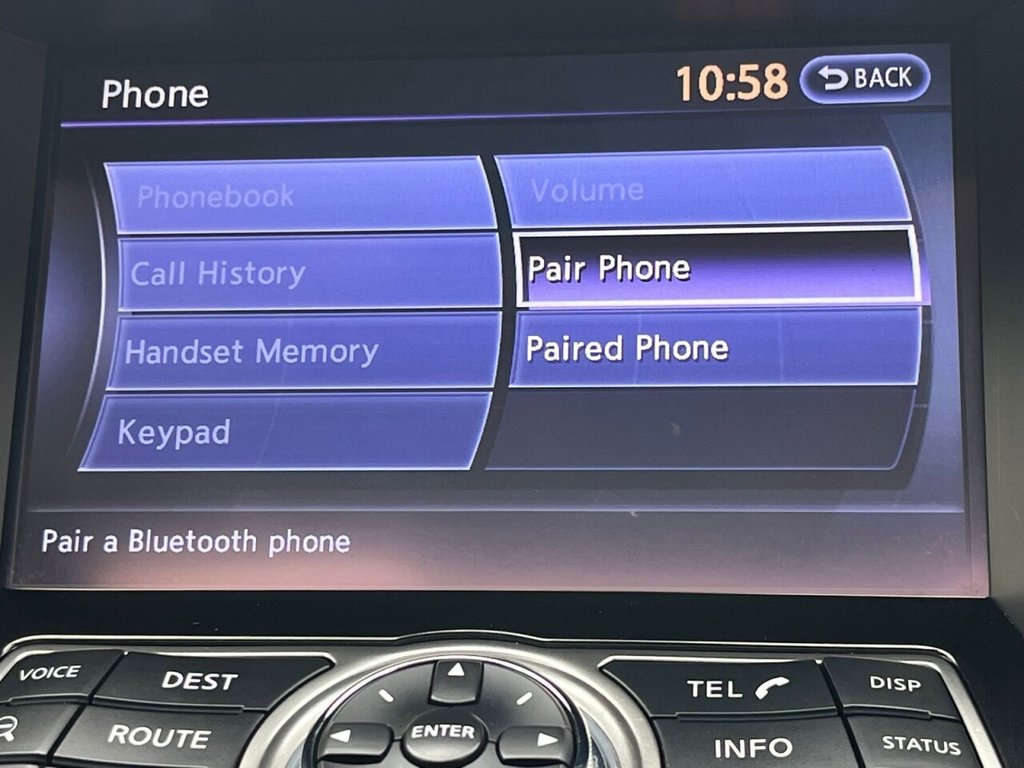 Phone
10:58
BACK
Phonebook
Volume
Call History
Pair Phone
Handset Memory
Paired Phone
Keypad
Pair a Bluetooth phone
VOICE
DEST
TEL
DISP
ROUTE
ENTER
INFO
STATUS